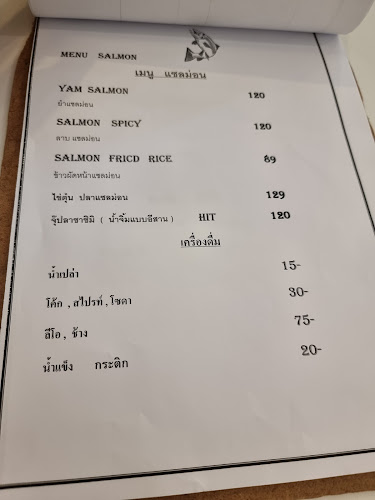 MENU SALMON
เมนู แซลม่อน
YAM SALMON 120
ยำแซลม่อน
SALMON SPICY 120
ลาบ แซลม่อน
SALMON FRICD RICE 89
ข้าวผัดหน้าแซลม่อน
ไข่ตุ๋น ปลาแซลม่อน 129
จุ๊ปลาซาซิมิ ( น้ำจิ้มแบบอีสาน ) HIT 120
เครื่องดื่ม
น้ำเปล่า 15-
โค้ก , สไปรท์ , โซดา 30-
ลีโอ , ช้าง 75-
น้ำแข็ง กระติก 20-